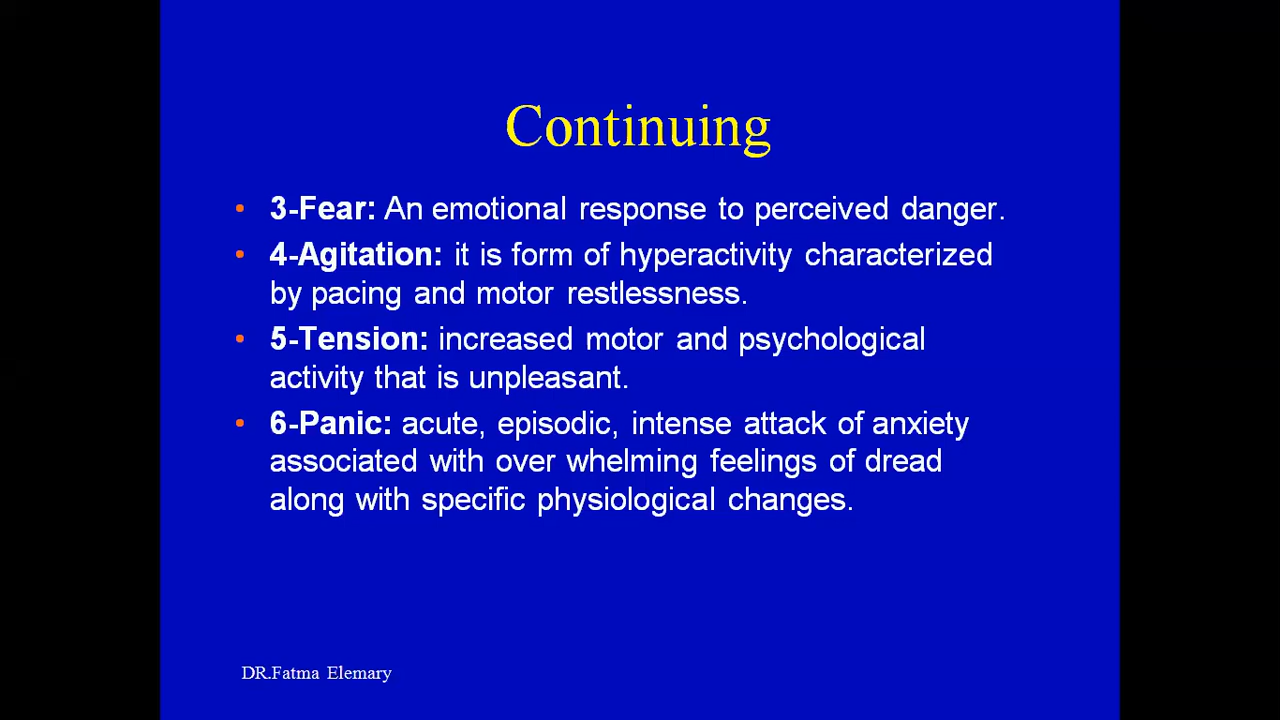 Continuing
• 3-Fear: An emotional response to perceived danger.
• 4-Agitation: it is form of hyperactivity characterized
by pacing and motor restlessness.
• 5-Tension: increased motor and psychological
activity that is unpleasant.
• 6-Panic: acute, episodic, intense attack of anxiety
associated with over whelming feelings of dread
along with specific physiological changes.
DR.Fatma Elemary